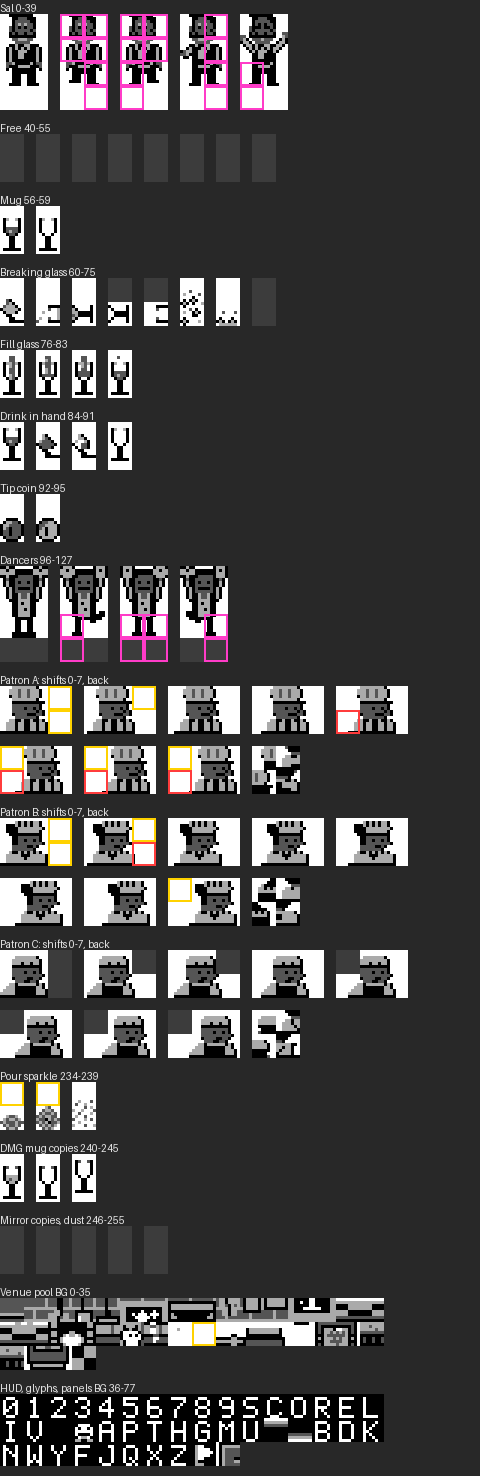 Sal 0-39
Free 40-55
Mug 56-59
Breaking glass 60-75
Fill glass 76-83
Drink in hand 84-91
Tip coin 92-95
Dancers 96-127
Patron A: shifts 0-7, back
Patron B: shifts 0-7, back
Patron C: shifts 0-7, back
Pour sparkle 234-239
DMG mug copies 240-245
Mirror copies, dust 246-255
Venue pool BG 0-35
HUD, glyphs, panels BG 36-77
0123456789SCOREL
IV APTHGMU BDK
NWYFJQXZ